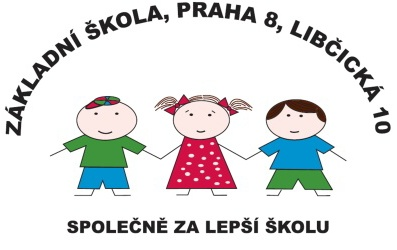 ZÁKLADNÍ ŠKOLA, PRAHA 8, LIBČICKÁ 10
SPOLEČNĚ ZA LEPŠÍ ŠKOLU